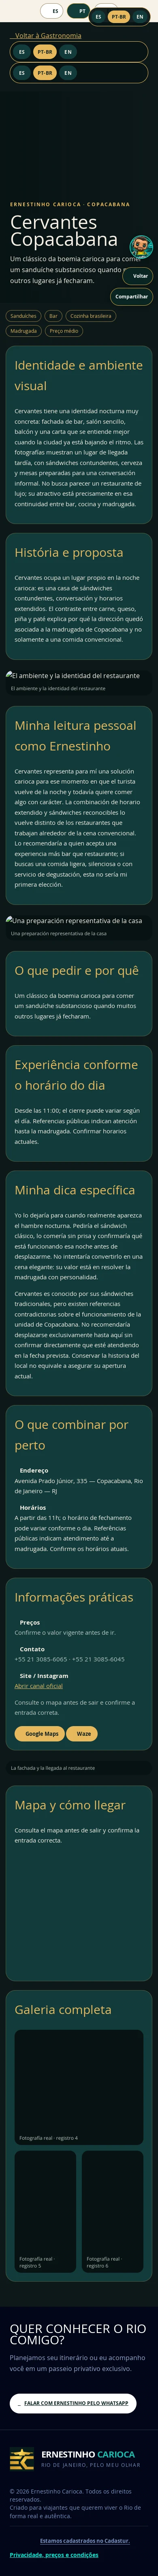 ES
PT
ES
PT-BR
EN
Voltar à Gastronomia
ES
PT-BR
EN
ES
PT-BR
EN
ERNESTINHO CARIOCA · COPACABANA
Cervantes
Copacabana
Um clássico da boemia carioca para comer
um sanduíche substancioso quando muitos
outros lugares já fecharam.
Voltar
Compartilhar
Sanduíches
Bar
Cozinha brasileira
Madrugada
Preço médio
Identidade e ambiente
visual
Cervantes tiene una identidad nocturna muy
marcada: fachada de bar, salón sencillo,
balcón y una carta que se entiende mejor
cuando la ciudad ya está bajando el ritmo. Las
fotografías muestran un lugar de llegada
tardía, con sándwiches contundentes, cerveza
y mesas preparadas para una conversación
informal. No es un restaurante que busque el
lujo; su atractivo está precisamente en esa
continuidad entre bar, cocina y madrugada.
História e proposta
Cervantes ocupa un lugar propio en la noche
carioca: es una casa de sándwiches
contundentes, conversación y horarios
extendidos. El contraste entre carne, queso,
piña y paté explica por qué la dirección quedó
asociada a la madrugada de Copacabana y no
solamente a una comida convencional.
El ambiente y la identidad del restaurante
El ambiente y la identidad del restaurante
Minha leitura pessoal
como Ernestinho
Cervantes representa para mí una solución
carioca para ese momento en que el turista
vuelve de la noche y todavía quiere comer
algo con carácter. La combinación de horario
extendido y sándwiches reconocibles lo
vuelve distinto de los restaurantes que
trabajan alrededor de la cena convencional.
Yo lo recomendaría a quien acepta una
experiencia más bar que restaurante; si
buscas una comida ligera, silenciosa o con
servicio de degustación, esta no sería mi
primera elección.
Una preparación representativa de la casa
Una preparación representativa de la casa
O que pedir e por quê
Um clássico da boemia carioca para comer
um sanduíche substancioso quando muitos
outros lugares já fecharam.
Experiência conforme
o horário do dia
Desde las 11:00; el cierre puede variar según
el día. Referencias públicas indican atención
hasta la madrugada. Confirmar horarios
actuales.
Minha dica específica
Yo lo dejaría para cuando realmente aparezca
el hambre nocturna. Pediría el sándwich
clásico, lo comería sin prisa y confirmaría qué
está funcionando esa noche antes de
desplazarme. No intentaría convertirlo en una
cena elegante: su valor está en insertar la
madrugada con personalidad.
Cervantes es conocido por sus sándwiches
tradicionales, pero existen referencias
contradictorias sobre el funcionamiento de la
unidad de Copacabana. No recomendaría
desplazarse exclusivamente hasta aquí sin
confirmar directamente que esté atendiendo
en la fecha prevista. Conservar la historia del
local no equivale a asegurar su apertura
actual.
O que combinar por
perto
Endereço
Avenida Prado Júnior, 335 — Copacabana, Rio
de Janeiro — RJ
Horários
A partir das 11h; o horário de fechamento
pode variar conforme o dia. Referências
públicas indicam atendimento até a
madrugada. Confirme os horários atuais.
Informações práticas
Preços
Confirme o valor vigente antes de ir.
Contato
+55 21 3085-6065 · +55 21 3085-6045
Site / Instagram
Abrir canal oficial
Consulte o mapa antes de sair e confirme a
entrada correta.
Google Maps
Waze
La fachada y la llegada al restaurante
Mapa y cómo llegar
Consulta el mapa antes de salir y confirma la
entrada correcta.
Galeria completa
Fotografía real · registro 4
Fotografía real ·
registro 5
Fotografía real ·
registro 6
QUER CONHECER O RIO
COMIGO?
Planejamos seu itinerário ou eu acompanho
você em um passeio privativo exclusivo.
FALAR COM ERNESTINHO PELO WHATSAPP
ERNESTINHO CARIOCA
RIO DE JANEIRO, PELO MEU OLHAR
© 2026 Ernestinho Carioca. Todos os direitos
reservados.
Criado para viajantes que querem viver o Rio de
forma real e autêntica.
Estamos cadastrados no Cadastur.
Privacidade, preços e condições